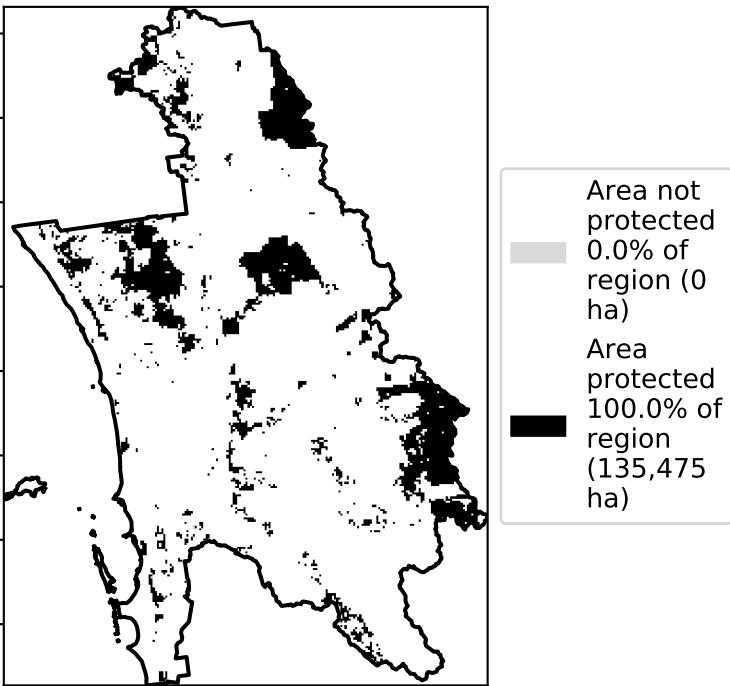 Area not
protected
0.0% of
region (0
ha)
Area
protected
100.0% of
region
(135,475
ha)